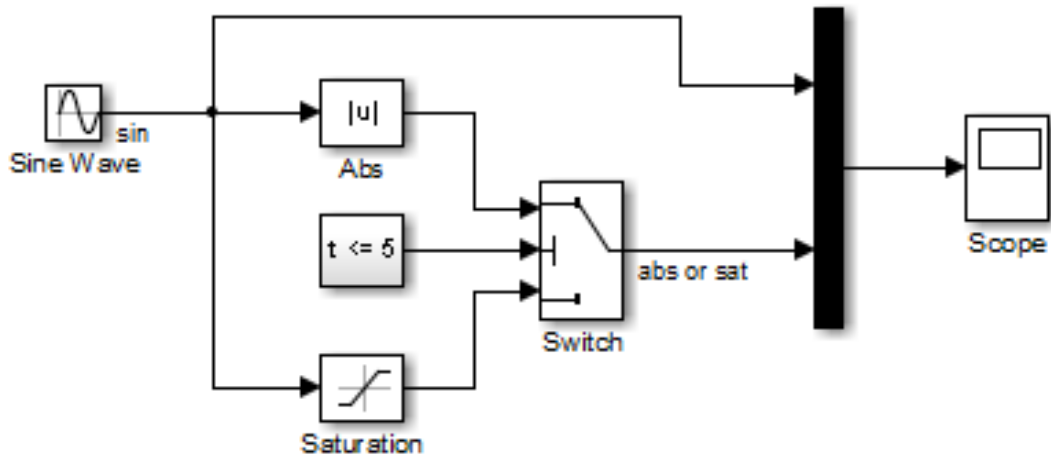 sin
Sine Wave
|u|
Abs
t <= 5
abs or sat
Switch
Scope
Saturation